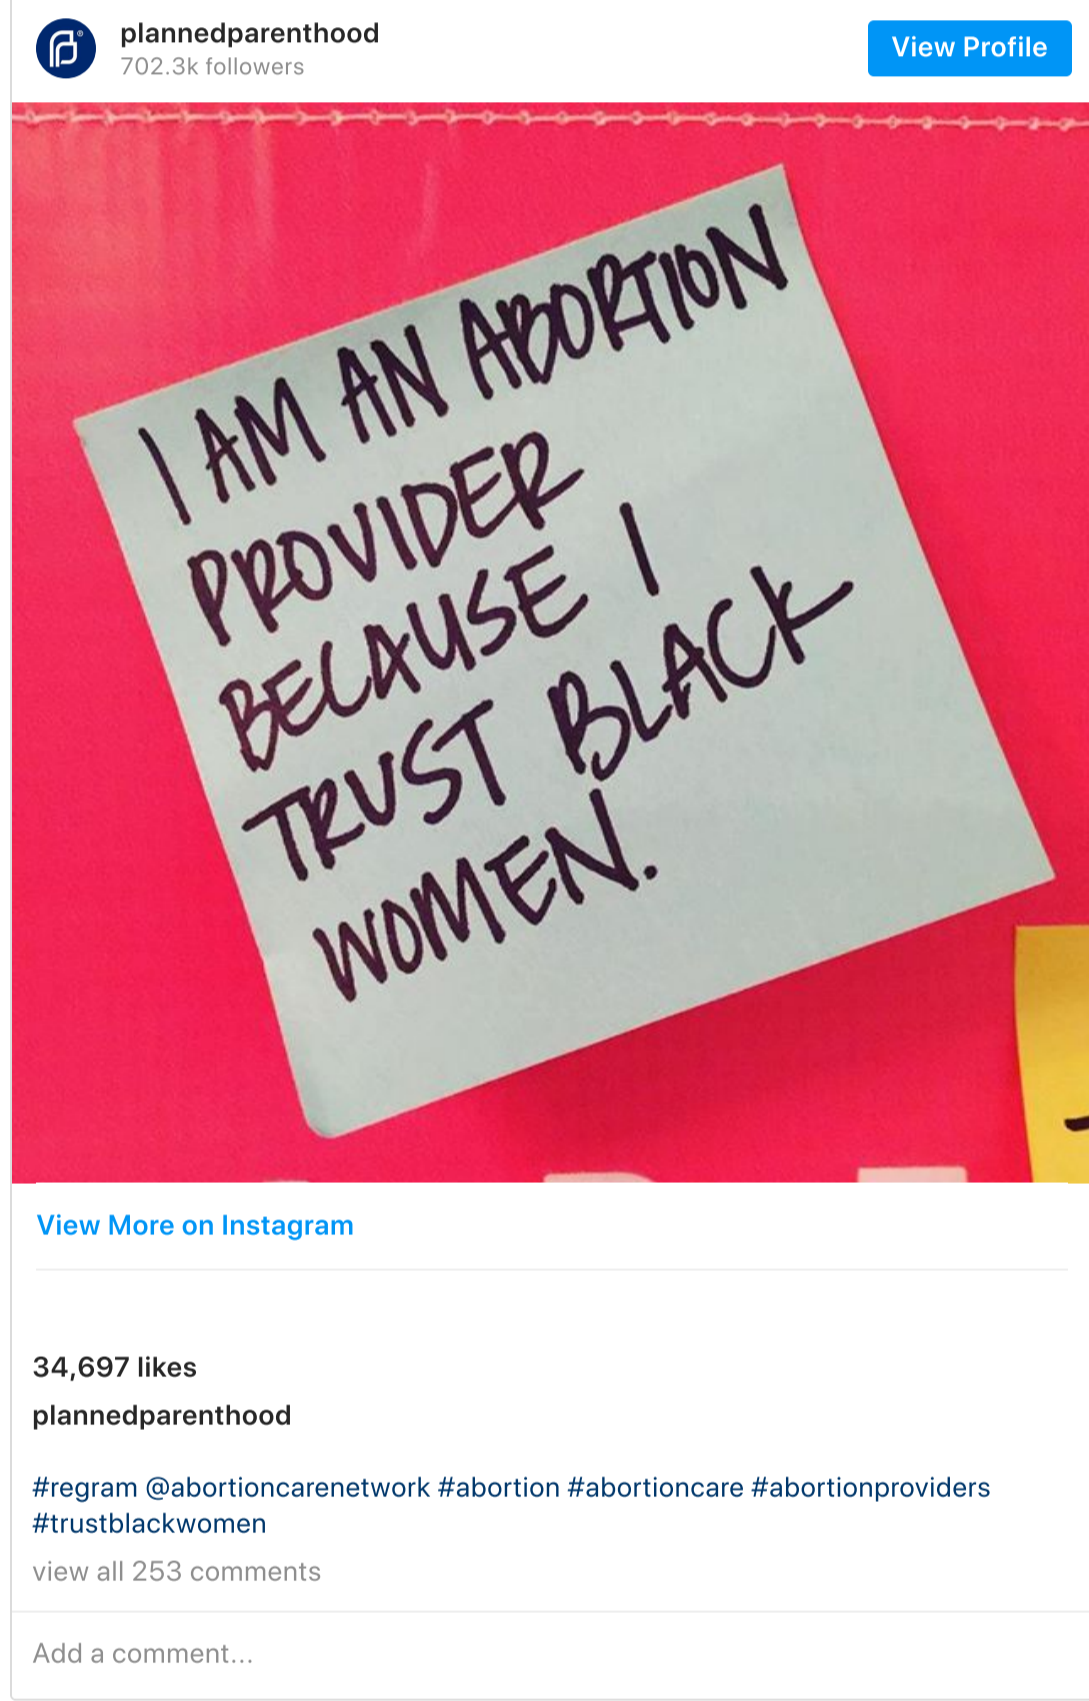 plannedparenthood
702.3k followers
View Profile
I AM AN ABORTION
PROVIDER
BECAUSE I
TRUST BLACK
WOMEN.
View More on Instagram
34,697 likes
plannedparenthood
#regram @abortioncarenetwork #abortion #abortioncare #abortionproviders
#trustblackwomen
view all 253 comments
Add a comment...